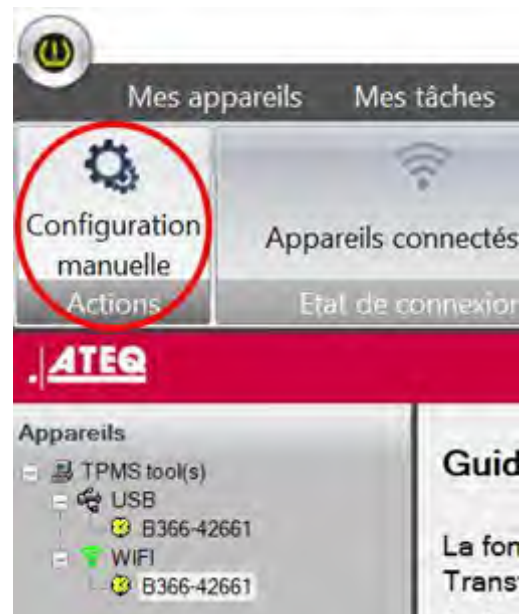 Mes appareils Mes tâches
Configuration manuelle
Appareils connectés
Actions
Etat de connexion
ATEQ
Appareils
TPMS tool(s)
USB
B366-42661
WIFI
B366-42661
Guid
La fon
Trans